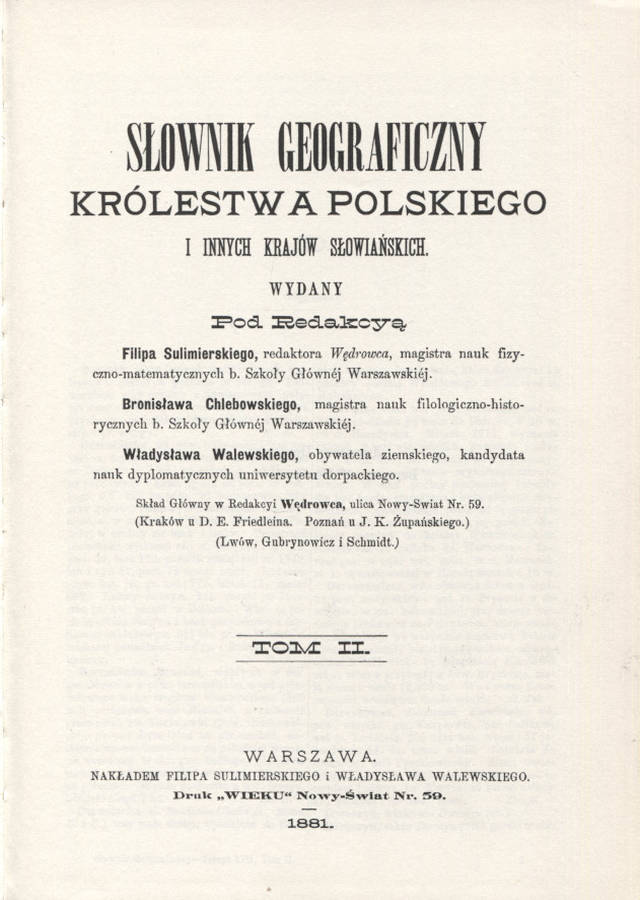 SŁOWNIK GEOGRAFICZNY
KRÓLESTWA POLSKIEGO
I INNYCH KRAJÓW SŁOWIAŃSKICH.
WYDANY
Pod Redakcyą
Filipa Sulimierskiego, redaktora Wędrowca, magistra nauk fizy-
czno-matematycznych b. Szkoły Głównéj Warszawskiéj.
Bronisława Chlebowskiego, magistra nauk filologiczno-histo-
rycznych b. Szkoły Głównéj Warszawskiéj.
Władysława Walewskiego, obywatela ziemskiego, kandydata
nauk dyplomatycznych uniwersytetu dorpackiego.
Skład Główny w Redakcyi Wędrowca, ulica Nowy-Swiat Nr. 59.
(Kraków u D. E. Friedleina. Poznań u J. K. Żupańskiego.)
(Lwów, Gubrynowicz i Schmidt.)
TOM II.
WARSZAWA.
NAKŁADEM FILIPA SULIMIERSKIEGO i WŁADYSŁAWA WALEWSKIEGO.
Druk „WIEKU“ Nowy-Świat Nr. 59.
1881.